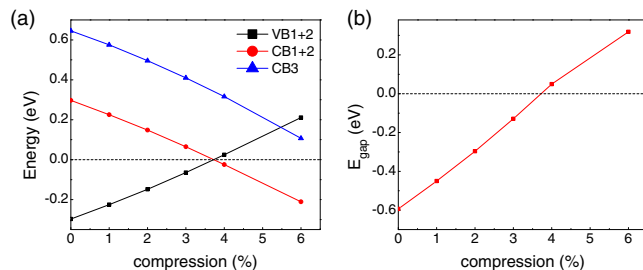 (a)
VB1+2
CB1+2
CB3
Energy (eV)
0.6
0.4
0.2
0.0
-0.2
0 1 2 3 4 5 6
compression (%)
(b)
E_gap (eV)
0.2
0.0
-0.2
-0.4
-0.6
0 1 2 3 4 5 6
compression (%)